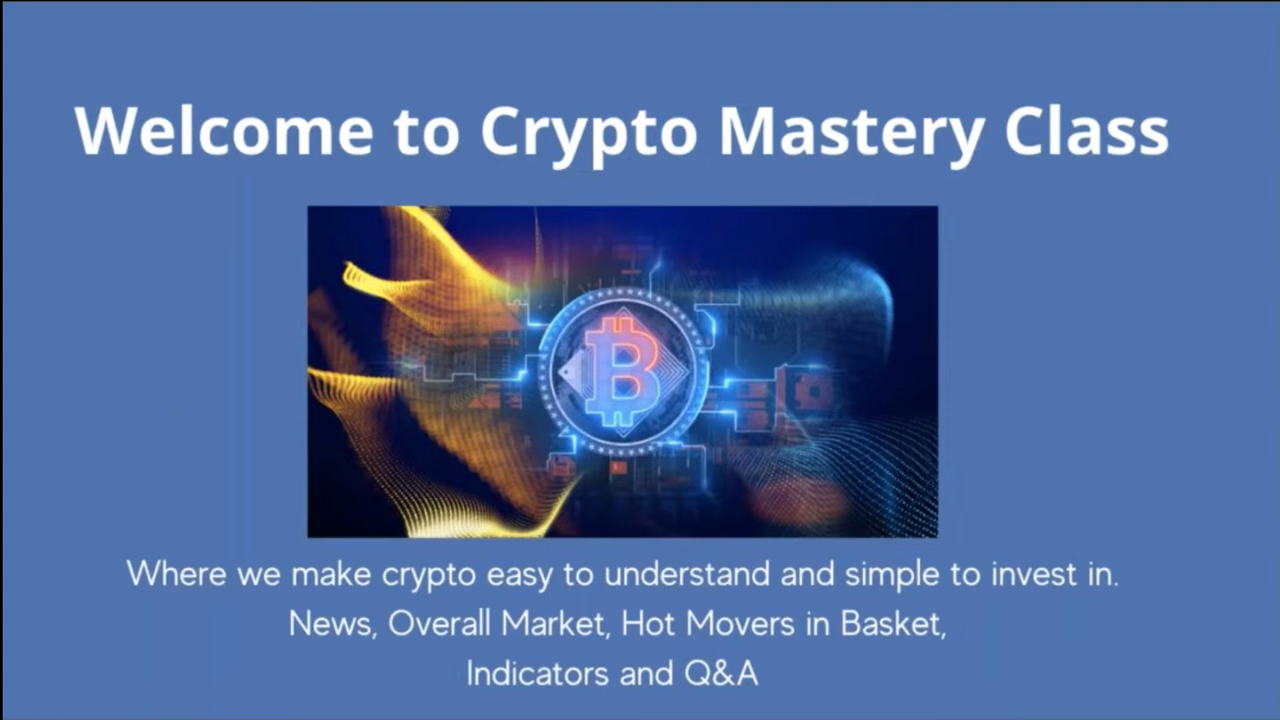 Welcome to Crypto Mastery Class
Where we make crypto easy to understand and simple to invest in.
News, Overall Market, Hot Movers in Basket,
Indicators and Q&A